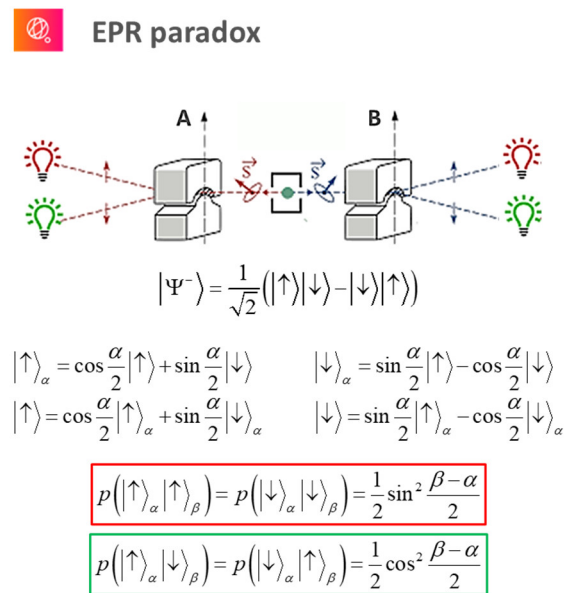 EPR paradox
A B
S⃗ S⃗
|Ψ⁻⟩ = 1/√2 (|↑⟩|↓⟩−|↓⟩|↑⟩)
|↑⟩_α = cos α/2 |↑⟩ + sin α/2 |↓⟩ |↓⟩_α = sin α/2 |↑⟩ − cos α/2 |↓⟩
|↑⟩ = cos α/2 |↑⟩_α + sin α/2 |↓⟩_α |↓⟩ = sin α/2 |↑⟩_α − cos α/2 |↓⟩_α
p(|↑⟩_α|↑⟩_β) = p(|↓⟩_α|↓⟩_β) = 1/2 sin² (β−α)/2
p(|↑⟩_α|↓⟩_β) = p(|↓⟩_α|↑⟩_β) = 1/2 cos² (β−α)/2